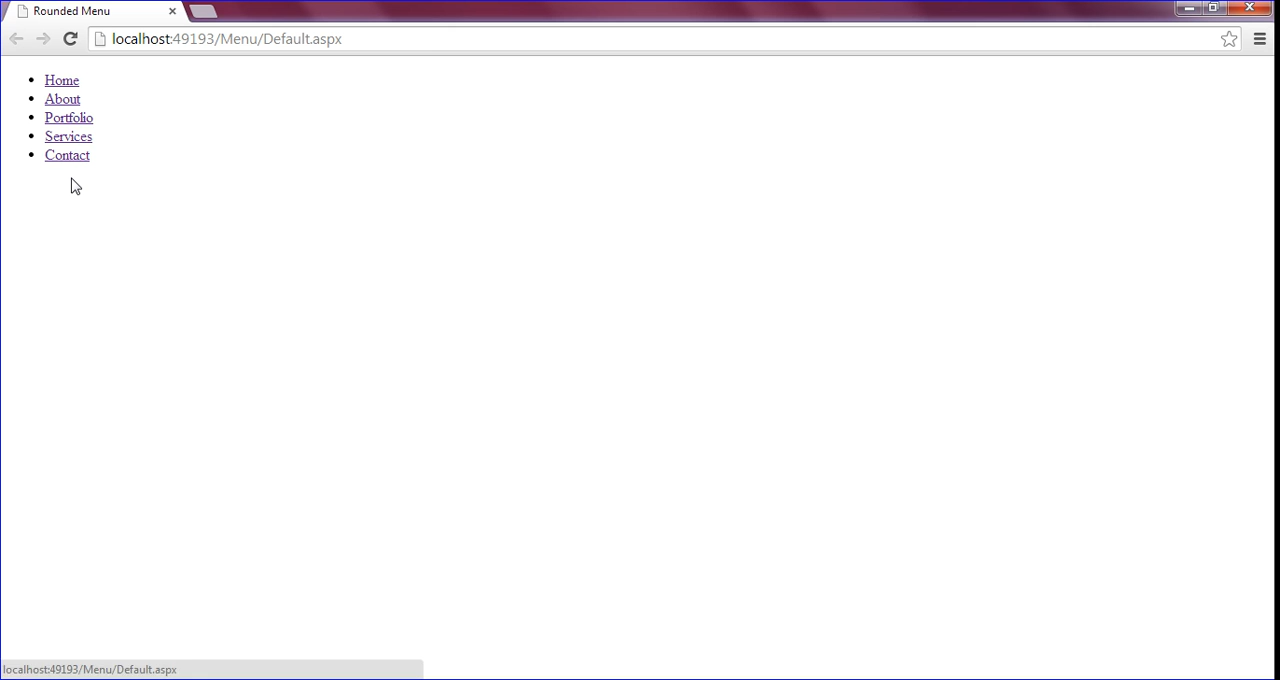 Rounded Menu
localhost:49193/Menu/Default.aspx
Home
About
Portfolio
Services
Contact
localhost:49193/Menu/Default.aspx